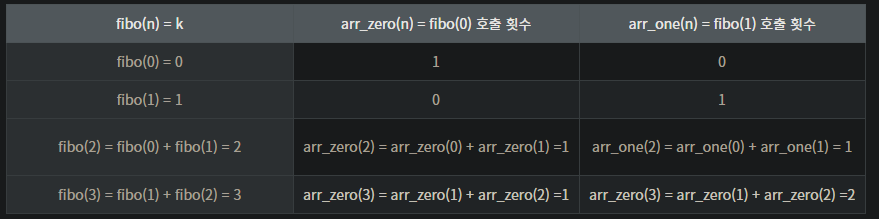 fibo(n) = k
arr_zero(n) = fibo(0) 호출 횟수
arr_one(n) = fibo(1) 호출 횟수
fibo(0) = 0
1
0
fibo(1) = 1
0
1
fibo(2) = fibo(0) + fibo(1) = 2
arr_zero(2) = arr_zero(0) + arr_zero(1) =1
arr_one(2) = arr_one(0) + arr_one(1) = 1
fibo(3) = fibo(1) + fibo(2) = 3
arr_zero(3) = arr_zero(1) + arr_zero(2) =1
arr_zero(3) = arr_zero(1) + arr_zero(2) =2